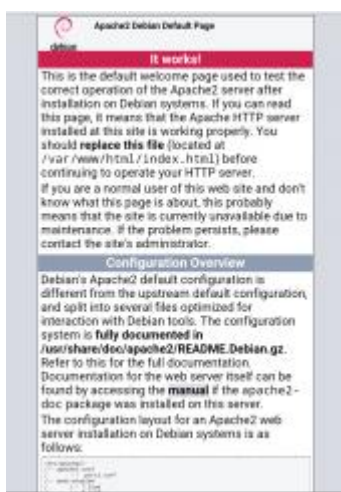 Apache2 Debian Default Page
debian
It works!
This is the default welcome page used to test the
correct operation of the Apache2 server after
installation on Debian systems. If you can read
this page, it means that the Apache HTTP server
installed at this site is working properly. You
should replace this file (located at
/var/www/html/index.html) before
continuing to operate your HTTP server.
If you are a normal user of this web site and don't
know what this page is about, this probably
means that the site is currently unavailable due to
maintenance. If the problem persists, please
contact the site's administrator.
Configuration Overview
Debian's Apache2 default configuration is
different from the upstream default configuration,
and split into several files optimized for
interaction with Debian tools. The configuration
system is fully documented in
/usr/share/doc/apache2/README.Debian.gz.
Refer to this for the full documentation.
Documentation for the web server itself can be
found by accessing the manual if the apache2-
doc package was installed on this server.
The configuration layout for an Apache2 web
server installation on Debian systems is as
follows:
/etc/apache2/